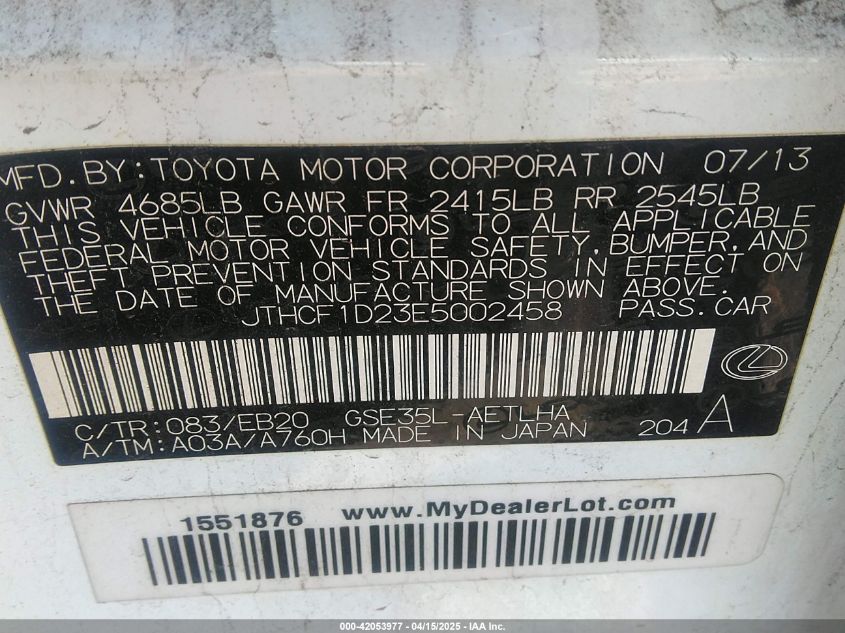 MFD. BY: TOYOTA MOTOR CORPORATION 07/13
GVWR 4685LB GAWR FR 2415LB RR 2545LB
THIS VEHICLE CONFORMS TO ALL APPLICABLE
FEDERAL MOTOR VEHICLE SAFETY, BUMPER, AND
THEFT PREVENTION STANDARDS IN EFFECT ON
THE DATE OF MANUFACTURE SHOWN ABOVE.
JTHCF1D23E5002458 PASS. CAR
C/TR: 083/EB20 GSE35L-AETLHA
A/TM: A03A/A760H MADE IN JAPAN 204 A
1551876 www.MyDealerLot.com
000-42053977 - 04/15/2025 - IAA Inc.